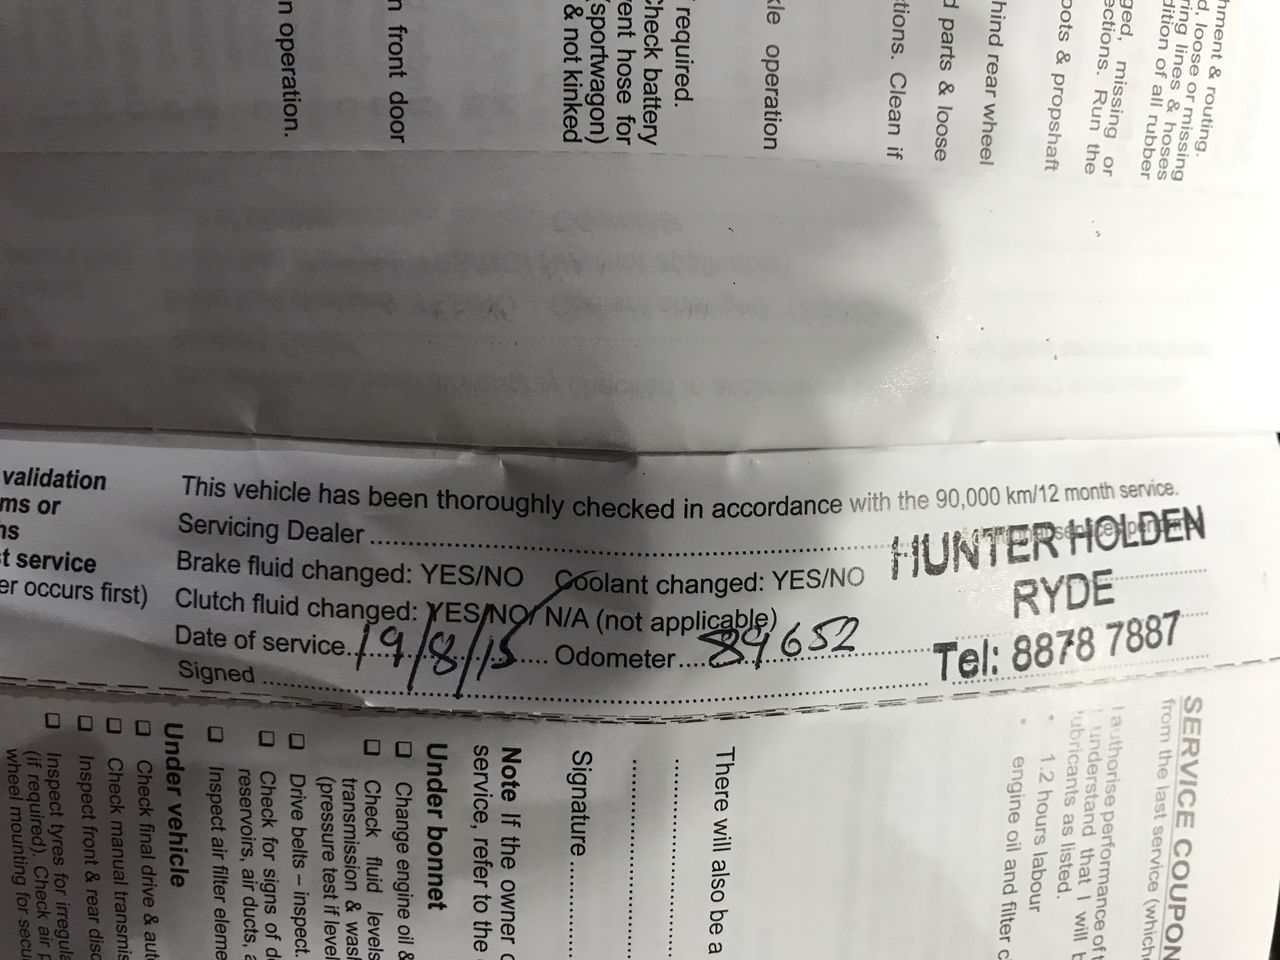 hment & routing.
d, loose or missing
ring lines & hoses
dition of all rubber
ged, missing or
ections. Run the
oots & propshaft
hind rear wheel
d parts & loose
tions. Clean if
kle operation
required.
heck battery
ent hose for
sportwagon)
& not kinked
n front door
n operation.
validation
ms or
hs
t service
er occurs first)
This vehicle has been thoroughly checked in accordance with the 90,000 km/12 month service.
Servicing Dealer
Brake fluid changed: YES/NO Coolant changed: YES/NO
Clutch fluid changed: YES/NO/ N/A (not applicable)
Date of service 19/8/15 Odometer 89652
Signed
HUNTER HOLDEN
RYDE
Tel: 8878 7887
SERVICE COUPON
from the last service (which
I authorise performance of t
understand that I will b
lubricants as listed.
• 1.2 hours labour
• engine oil and filter c
There will also be a
Signature
Note If the owner
service, refer to the
Under bonnet
☐ Change engine oil &
☐ Check fluid levels
transmission & wash
(pressure test if level
☐ Drive belts – inspect.
☐ Check for signs of
reservoirs, air ducts,
☐ Inspect air filter eleme
Under vehicle
☐ Check final drive & aut
☐ Check manual transmis
☐ Inspect front & rear disc
☐ Inspect tyres for irregula
(if required). Check air p
wheel mounting for secu